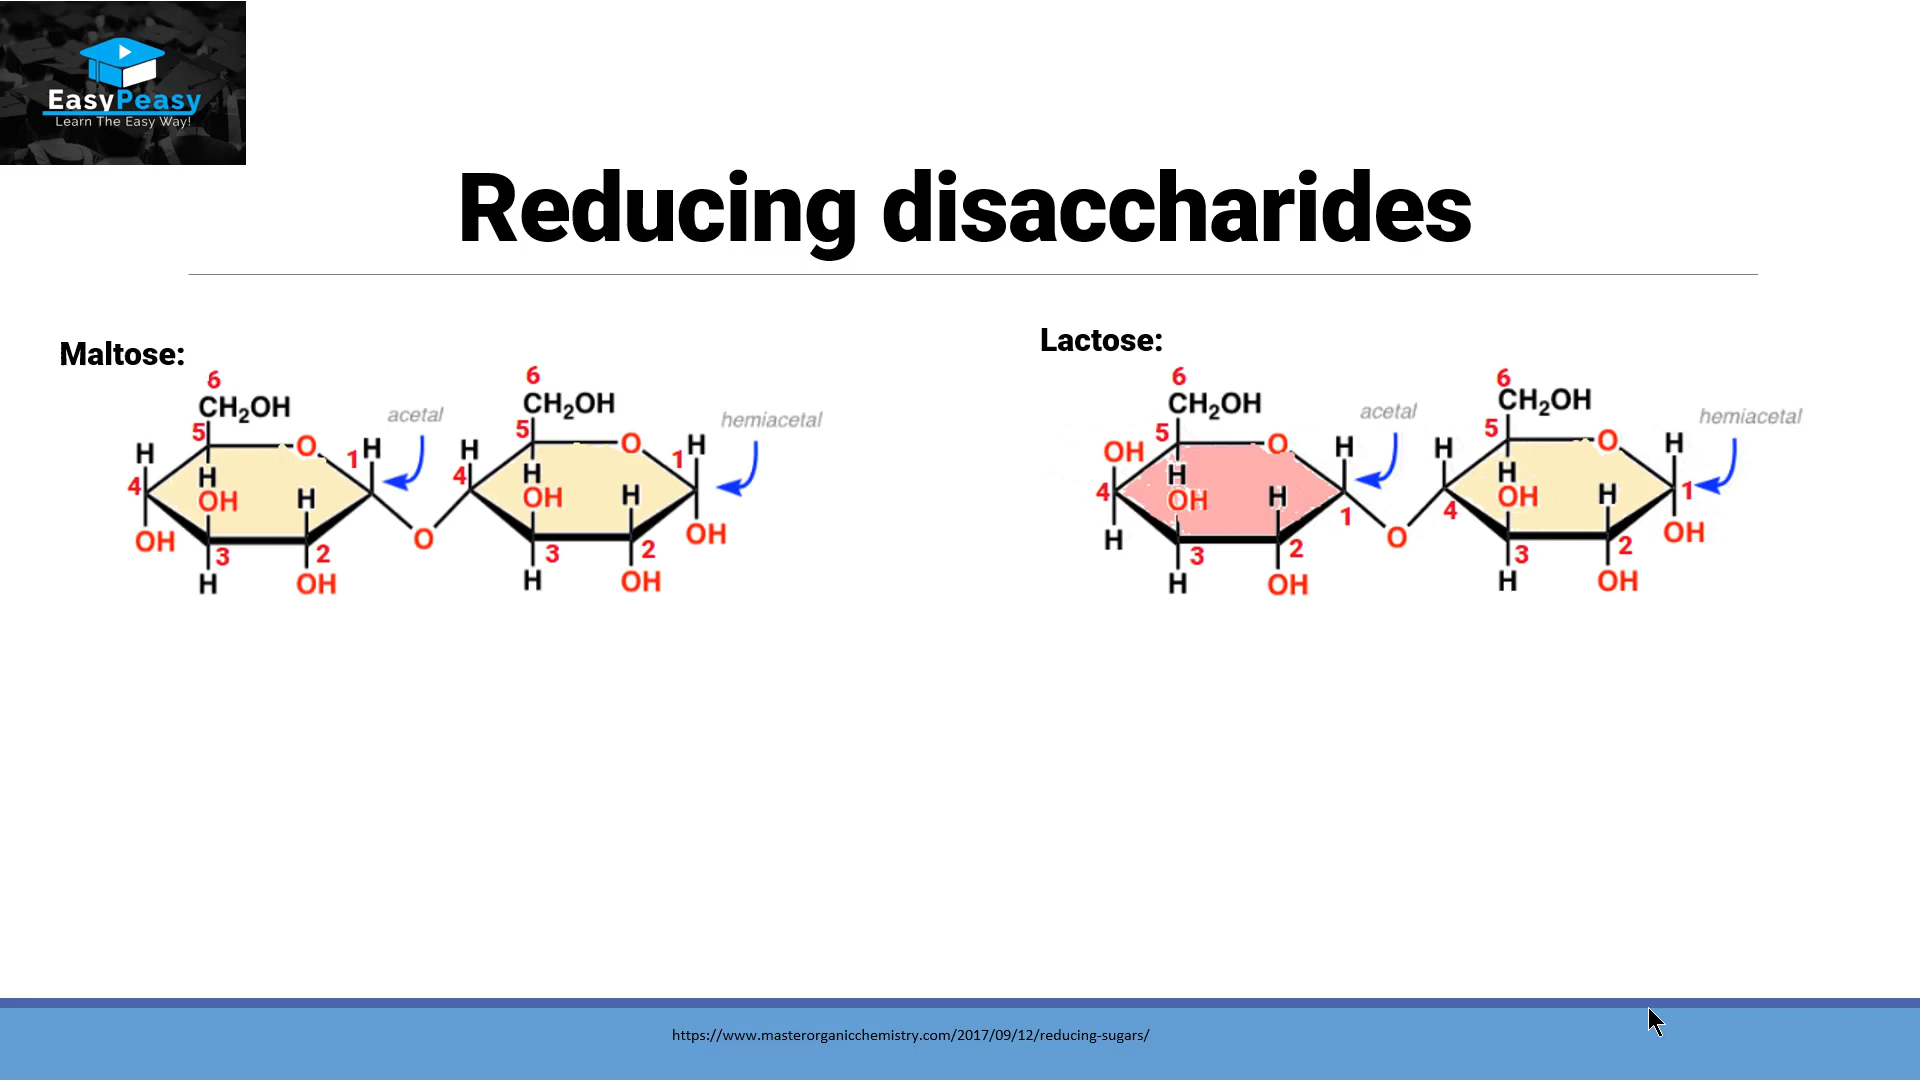 EasyPeasy
Learn The Easy Way!
Reducing disaccharides
Maltose:
6
CH₂OH
5
O
H
1
H
acetal
4
H
OH
H
OH
3
2
H
OH
O
6
CH₂OH
5
O
H
1
H
hemiacetal
4
H
OH
H
OH
3
2
H
OH
Lactose:
6
CH₂OH
5
O
OH
H
acetal
4
H
OH
H
1
H
3
2
H
OH
O
6
CH₂OH
5
O
H
H
hemiacetal
4
H
OH
H
1
OH
3
2
H
OH
https://www.masterorganicchemistry.com/2017/09/12/reducing-sugars/